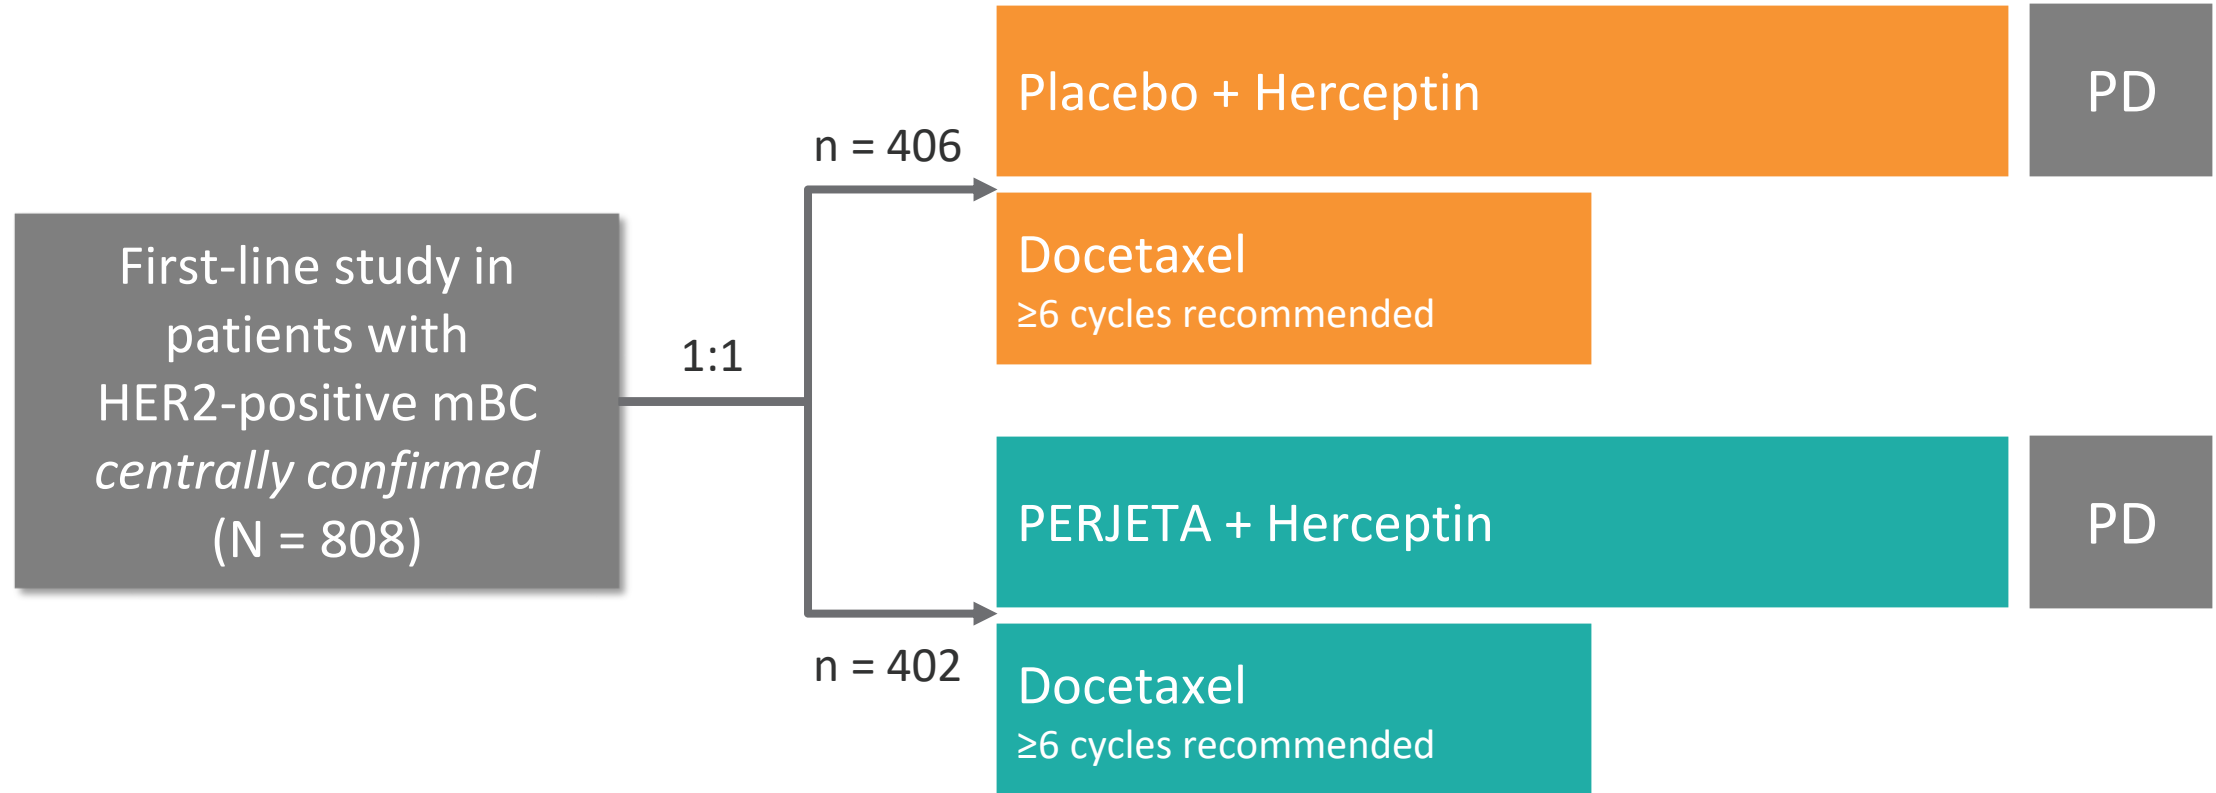 First-line study in
patients with
HER2-positive mBC
centrally confirmed
(N = 808)
1:1
n = 406
Placebo + Herceptin
PD
Docetaxel
≥6 cycles recommended
n = 402
PERJETA + Herceptin
PD
Docetaxel
≥6 cycles recommended